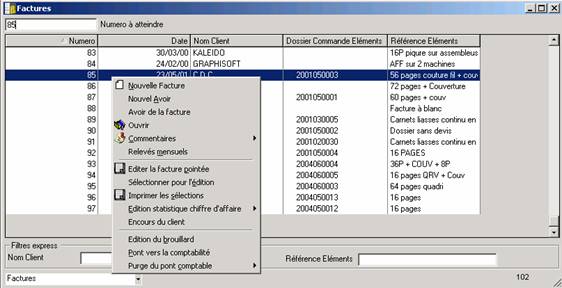 Factures
85 Numero à atteindre
Numero Date Nom Client Dossier Commande Eléments Référence Eléments
83 30/03/00 KALEIDO 16P piqure sur assembleus
84 24/02/00 GRAPHISOFT AFF sur 2 machines
85 23/05/01 C.D.C. 2001050003 56 pages couture fil + couv
86 72 pages + Couverture
87 2001050001 60 pages + couv
88 Facture à blanc
89 2001030005 Carnets liasses continu en
90 2001050002 Dossier sans devis
91 2001020030 Carnets liasses continu en
92 2001050004 16 PAGES
93 2004060004 36P + COUV + 8P
94 2004060005 16 pages QRV + Couv
95 2004060003 64 pages quadri
96 2004050013 16 pages
97 2004050012 16 pages
Nouvelle Facture
Nouvel Avoir
Avoir de la facture
Ouvrir
Commentaires
Relevés mensuels
Editer la facture pointée
Sélectionner pour l'édition
Imprimer les sélections
Edition statistique chiffre d'affaire
Encours du client
Edition du brouillard
Pont vers la comptabilité
Purge du pont comptable
Filtres express
Nom Client Référence Eléments
Factures 102